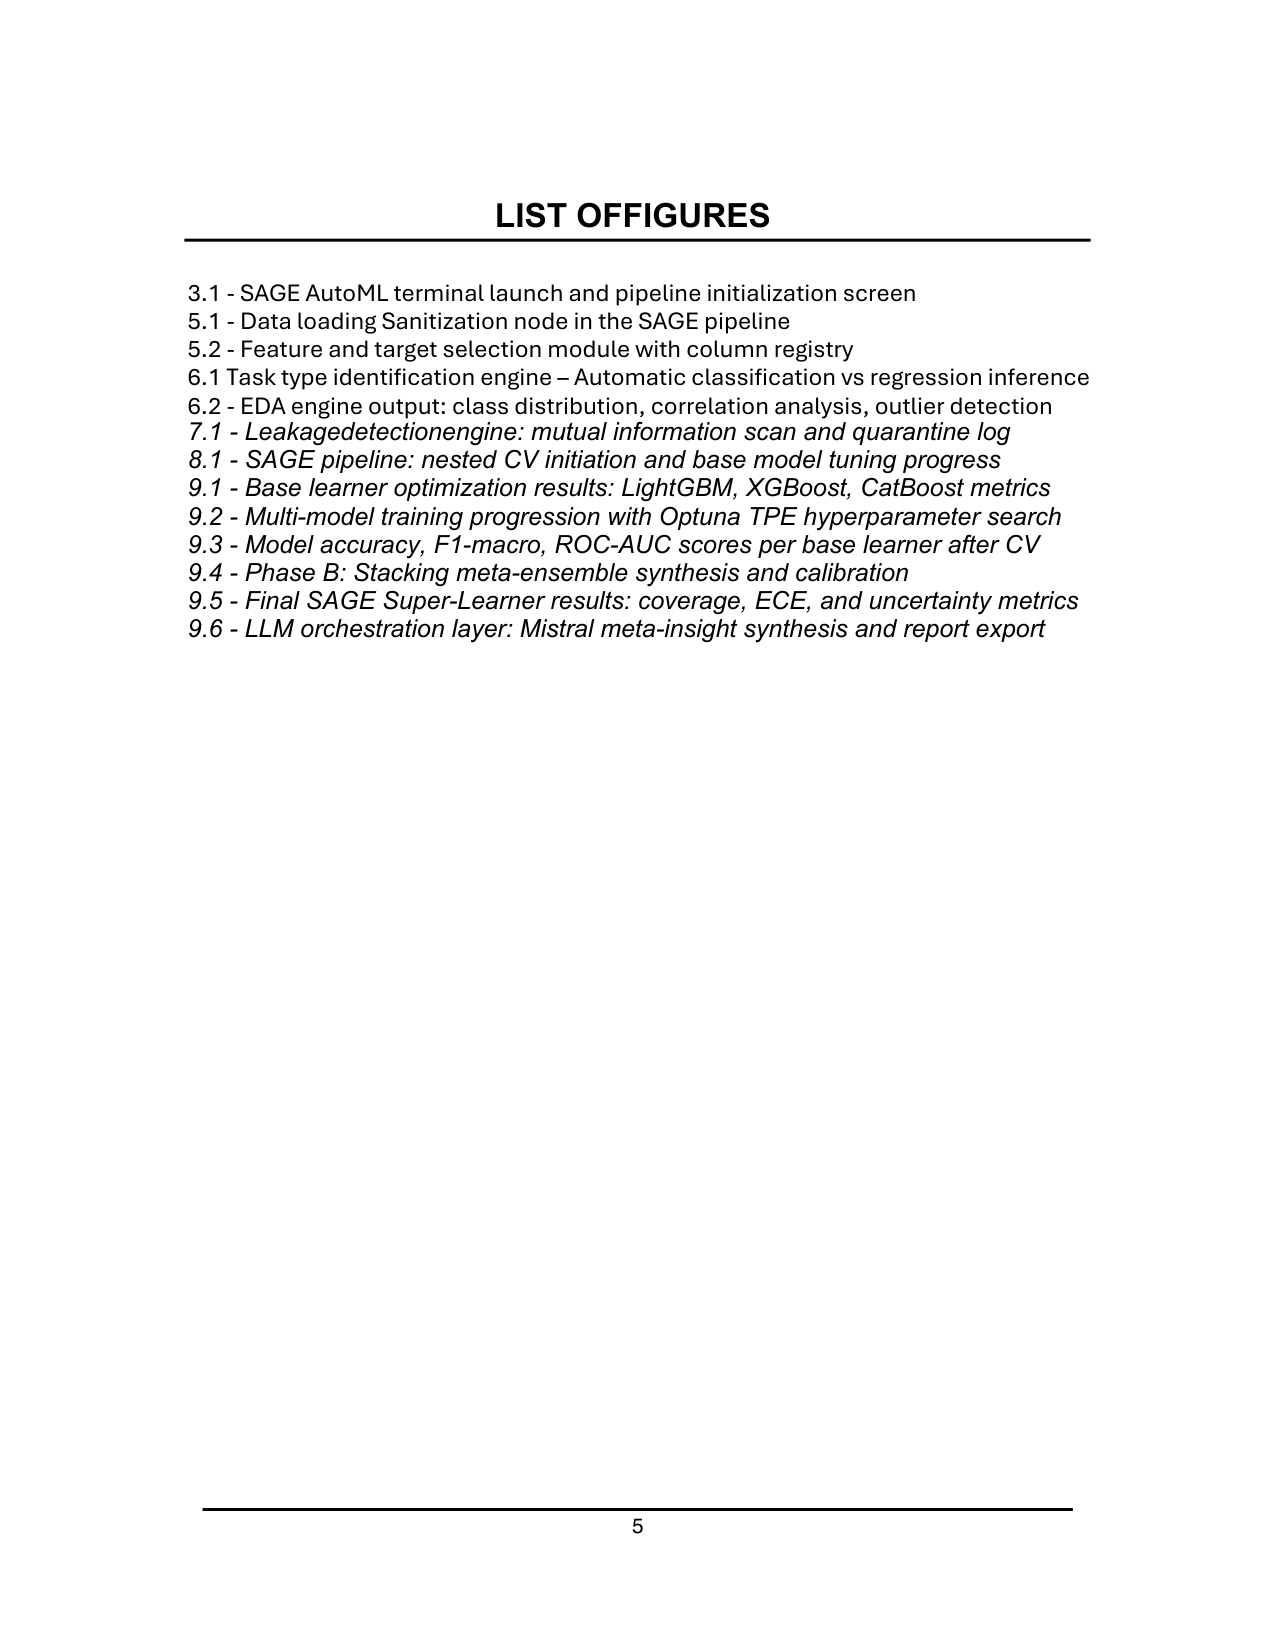 LIST OFFIGURES
3.1 - SAGE AutoML terminal launch and pipeline initialization screen
5.1 - Data loading Sanitization node in the SAGE pipeline
5.2 - Feature and target selection module with column registry
6.1 Task type identification engine – Automatic classification vs regression inference
6.2 - EDA engine output: class distribution, correlation analysis, outlier detection
7.1 - Leakagedetectionengine: mutual information scan and quarantine log
8.1 - SAGE pipeline: nested CV initiation and base model tuning progress
9.1 - Base learner optimization results: LightGBM, XGBoost, CatBoost metrics
9.2 - Multi-model training progression with Optuna TPE hyperparameter search
9.3 - Model accuracy, F1-macro, ROC-AUC scores per base learner after CV
9.4 - Phase B: Stacking meta-ensemble synthesis and calibration
9.5 - Final SAGE Super-Learner results: coverage, ECE, and uncertainty metrics
9.6 - LLM orchestration layer: Mistral meta-insight synthesis and report export
5